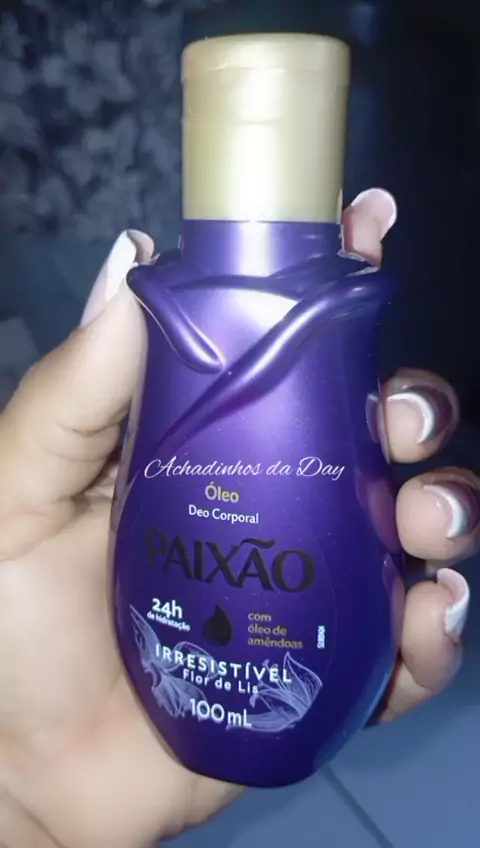 Achadinhos da Day
Óleo
Deo Corporal
PAIXÃO
24h
de hidratação
com
óleo de
amêndoas
IRRESISTÍVEL
Flor de Lis
100mL